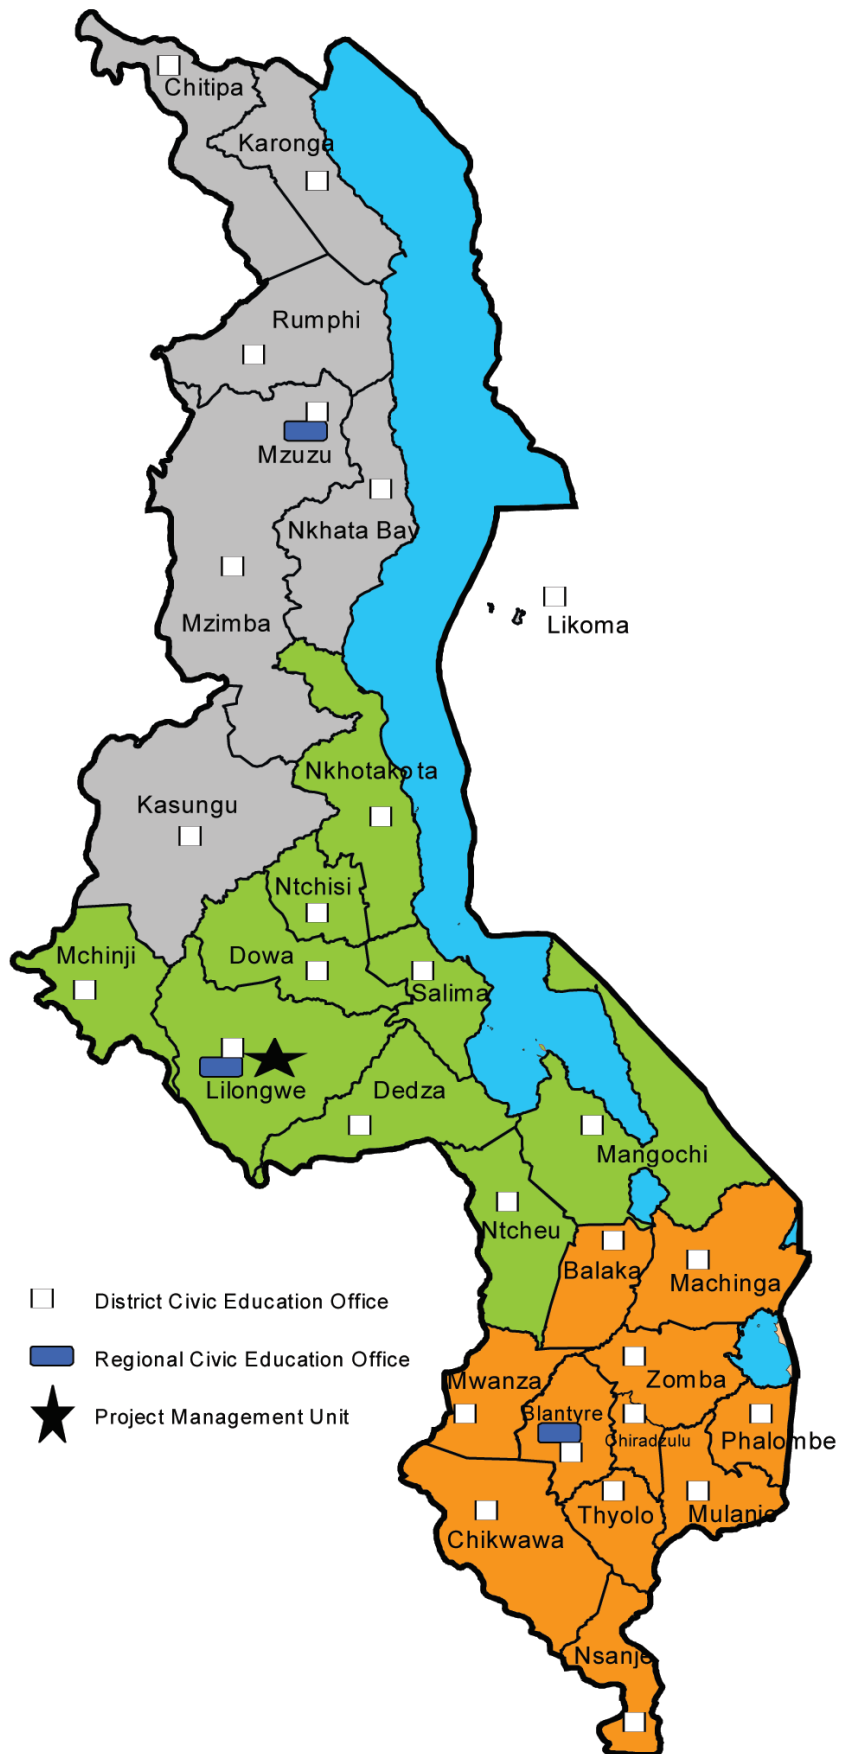 Chitipa
Karonga
Rumphi
Mzuzu
Nkhata Bay
Mzimba
Likoma
Nkhotakota
Kasungu
Ntchisi
Mchinji
Dowa
Salima
Lilongwe
Dedza
Mangochi
Ntcheu
Balaka
Machinga
District Civic Education Office
Regional Civic Education Office
Project Management Unit
Mwanza
Zomba
Blantyre
Chiradzulu
Phalombe
Thyolo
Mulanje
Chikwawa
Nsanje